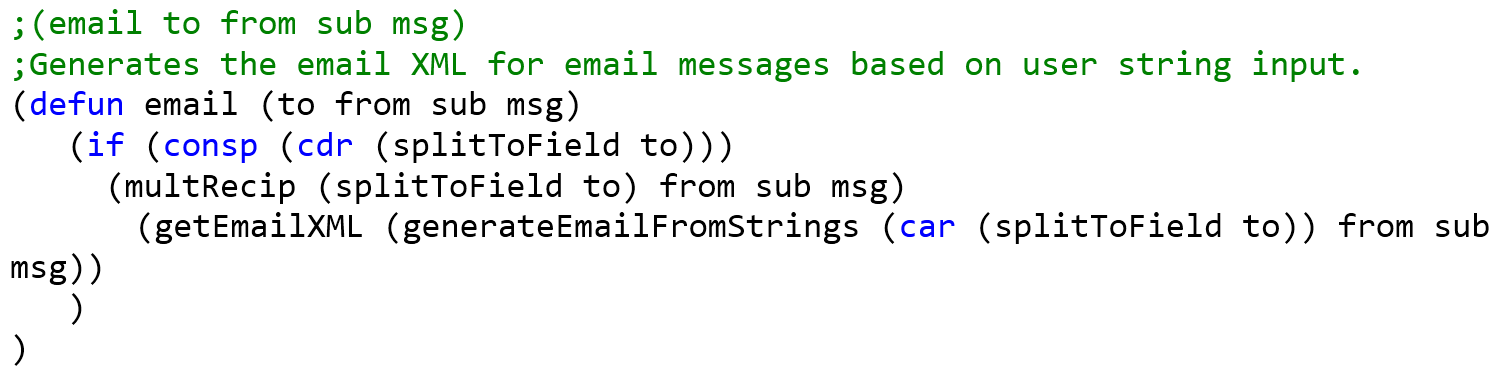 ;(email to from sub msg)
;Generates the email XML for email messages based on user string input.
(defun email (to from sub msg)
   (if (consp (cdr (splitToField to)))
     (multRecip (splitToField to) from sub msg)
       (getEmailXML (generateEmailFromStrings (car (splitToField to)) from sub
msg))
   )
)